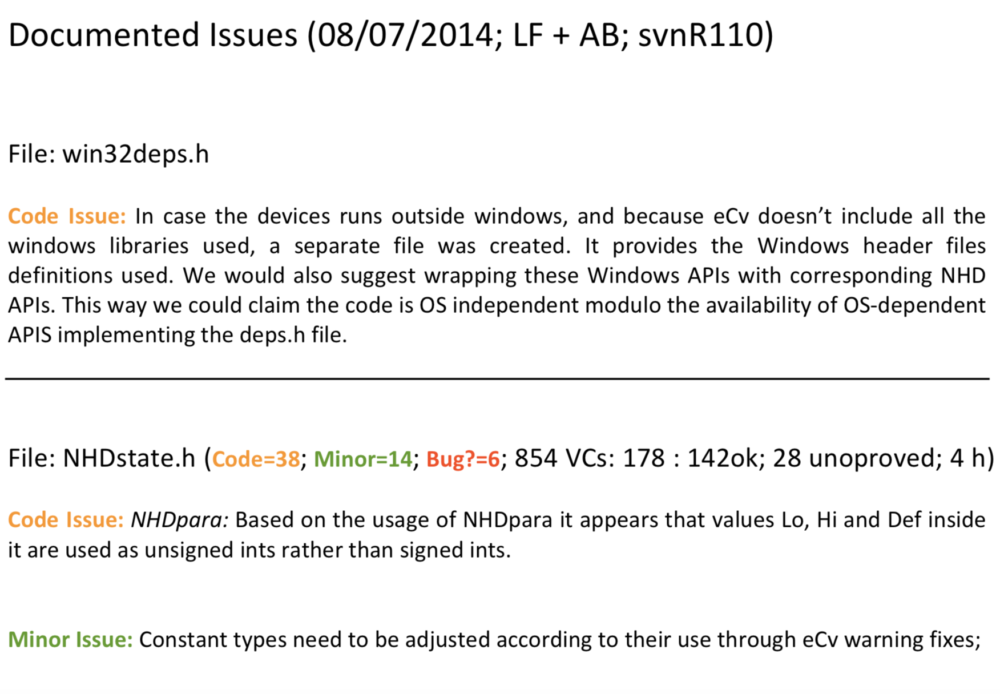 Documented Issues (08/07/2014; LF + AB; svnR110)
File: win32deps.h
Code Issue: In case the devices runs outside windows, and because eCv doesn’t include all the
windows libraries used, a separate file was created. It provides the Windows header files
definitions used. We would also suggest wrapping these Windows APIs with corresponding NHD
APIs. This way we could claim the code is OS independent modulo the availability of OS-dependent
APIS implementing the deps.h file.
File: NHDstate.h (Code=38; Minor=14; Bug?=6; 854 VCs: 178 : 142ok; 28 unoproved; 4 h)
Code Issue: NHDpara: Based on the usage of NHDpara it appears that values Lo, Hi and Def inside
it are used as unsigned ints rather than signed ints.
Minor Issue: Constant types need to be adjusted according to their use through eCv warning fixes;